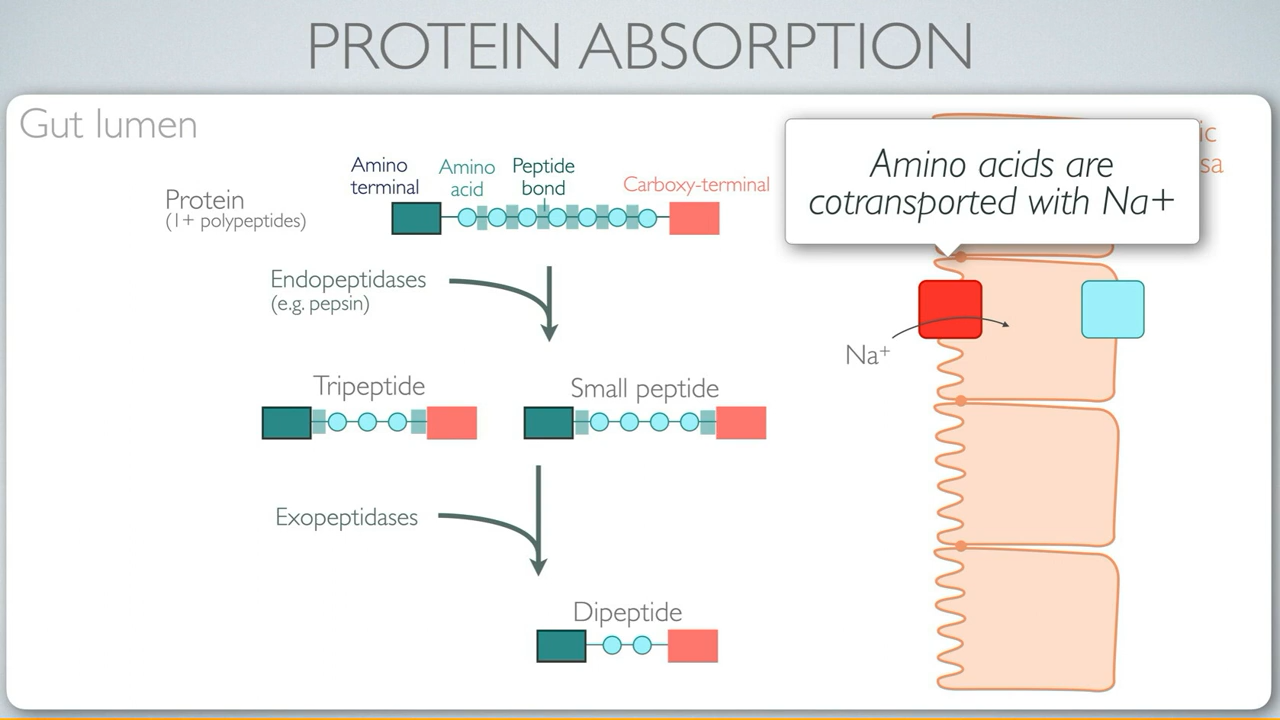 PROTEIN ABSORPTION
Gut lumen
Protein
(1+ polypeptides)
Amino
terminal
Amino
acid
Peptide
bond
Carboxy-terminal
Amino acids are
cotransported with Na+
Endopeptidases
(e.g. pepsin)
Na⁺
Tripeptide
Small peptide
Exopeptidases
Dipeptide